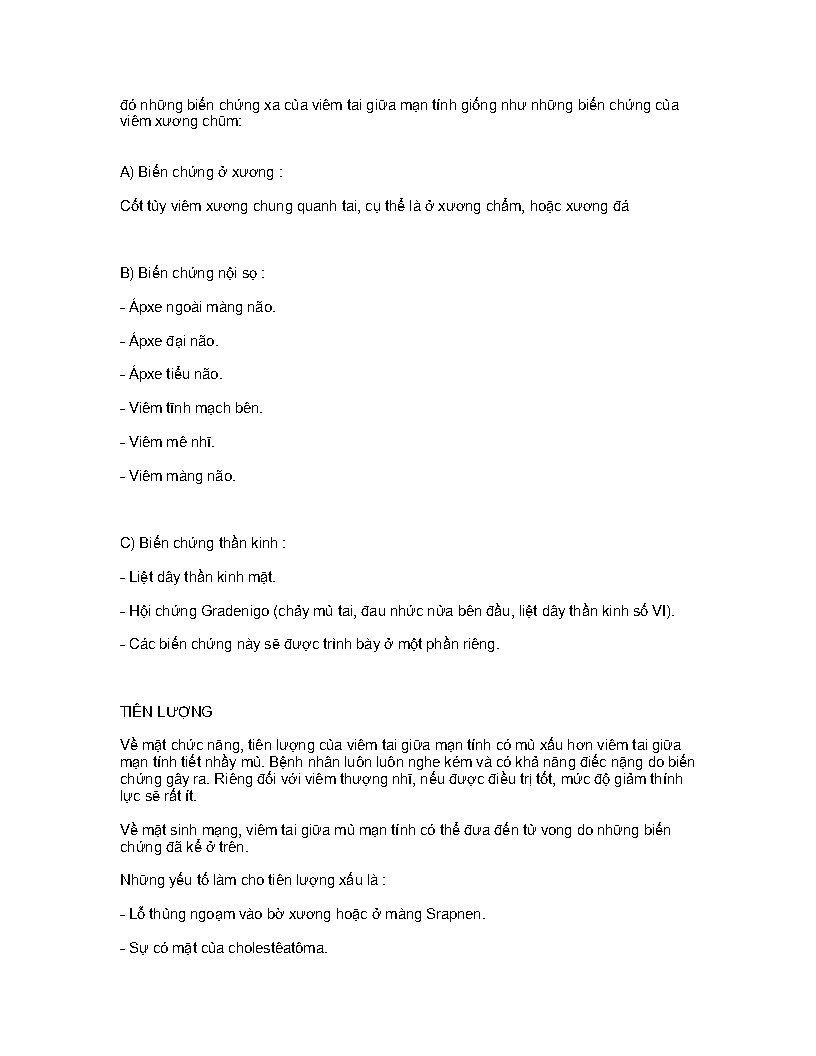 đó những biến chứng xa của viêm tai giữa mạn tính giống như những biến chứng của
viêm xương chũm:
A) Biến chứng ở xương :
Cốt tủy viêm xương chung quanh tai, cụ thể là ở xương chẩm, hoặc xương đá
B) Biến chứng nội sọ :
- Ápxe ngoài màng não.
- Ápxe đại não.
- Ápxe tiểu não.
- Viêm tĩnh mạch bên.
- Viêm mê nhĩ.
- Viêm màng não.
C) Biến chứng thần kinh :
- Liệt dây thần kinh mặt.
- Hội chứng Gradenigo (chảy mủ tai, đau nhức nửa bên đầu, liệt dây thần kinh số VI).
- Các biến chứng này sẽ được trình bày ở một phần riêng.
TIÊN LƯỢNG
Về mặt chức năng, tiên lượng của viêm tai giữa mạn tính có mủ xấu hơn viêm tai giữa
mạn tính tiết nhầy mủ. Bệnh nhân luôn luôn nghe kém và có khả năng điếc nặng do biến
chứng gây ra. Riêng đối với viêm thượng nhĩ, nếu được điều trị tốt, mức độ giảm thính
lực sẽ rất ít.
Về mặt sinh mạng, viêm tai giữa mủ mạn tính có thể đưa đến tử vong do những biến
chứng đã kể ở trên.
Những yếu tố làm cho tiên lượng xấu là :
- Lỗ thủng ngoạm vào bờ xương hoặc ở màng Srapnen.
- Sự có mặt của cholestêatôma.